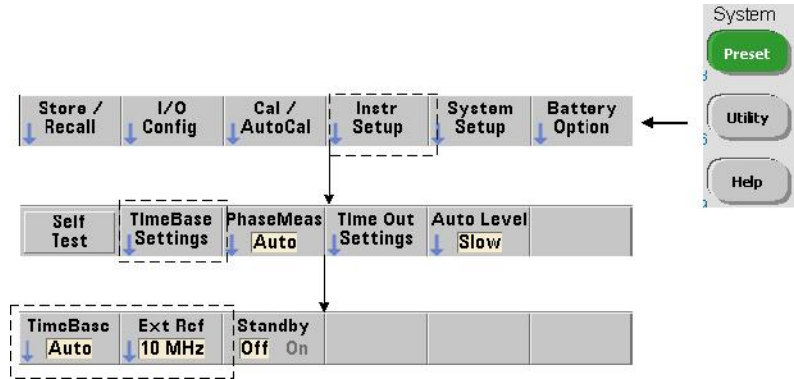 System
Preset
Store / Recall
I/O Config
Cal / AutoCal
Instr Setup
System Setup
Battery Option
Utility
Help
Self Test
TimeBase Settings
PhaseMeas Auto
Time Out Settings
Auto Level Slow
TimeBase Auto
Ext Ref 10 MHz
Standby Off On